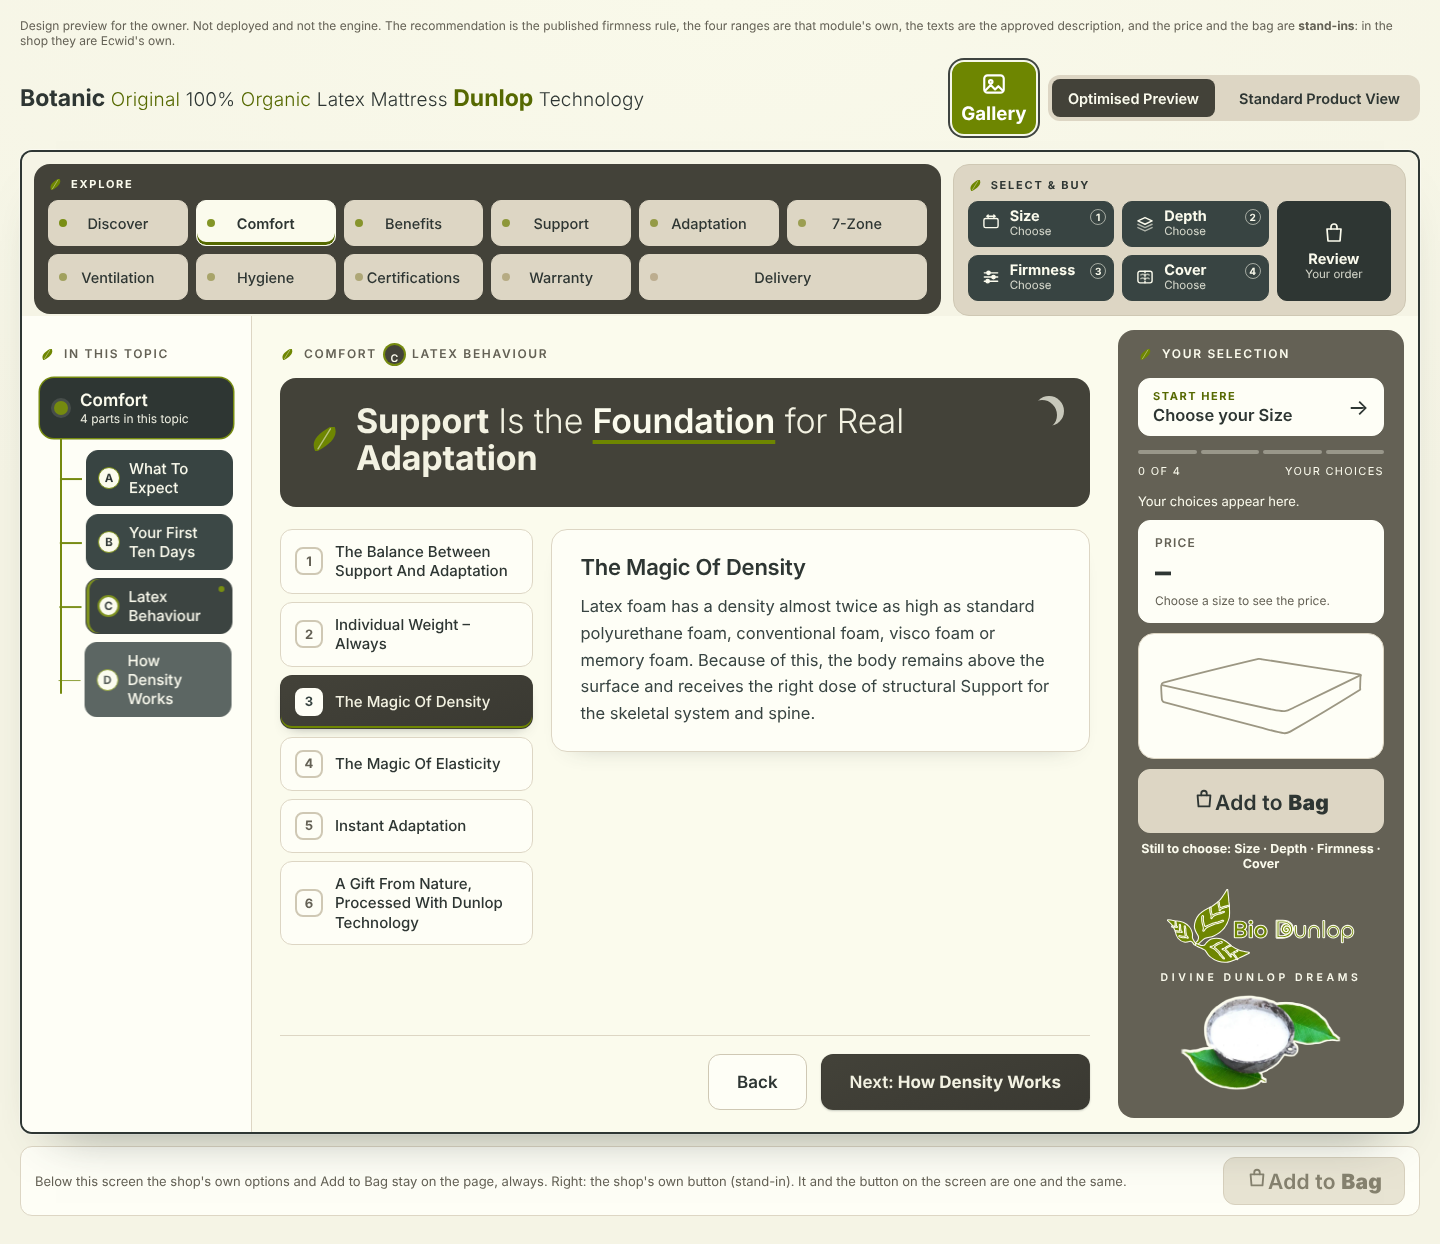 Design preview for the owner. Not deployed and not the engine. The recommendation is the published firmness rule, the four ranges are that module's own, the texts are the approved description, and the price and the bag are stand-ins: in the
shop they are Ecwid's own.
Botanic Original 100% Organic Latex Mattress Dunlop Technology
Gallery
Optimised Preview
Standard Product View
EXPLORE
Discover
Comfort
Benefits
Support
Adaptation
7-Zone
Ventilation
Hygiene
Certifications
Warranty
Delivery
SELECT & BUY
Size
Choose
1
Depth
Choose
2
Firmness
Choose
3
Cover
Choose
4
Review
Your order
IN THIS TOPIC
Comfort
4 parts in this topic
A
What To
Expect
B
Your First
Ten Days
C
Latex
Behaviour
D
How
Density
Works
COMFORT C LATEX BEHAVIOUR
Support Is the Foundation for Real
Adaptation
1
The Balance Between
Support And Adaptation
2
Individual Weight –
Always
3
The Magic Of Density
4
The Magic Of Elasticity
5
Instant Adaptation
6
A Gift From Nature,
Processed With Dunlop
Technology
The Magic Of Density
Latex foam has a density almost twice as high as standard
polyurethane foam, conventional foam, visco foam or
memory foam. Because of this, the body remains above the
surface and receives the right dose of structural Support for
the skeletal system and spine.
Back
Next: How Density Works
YOUR SELECTION
START HERE
Choose your Size
0 OF 4
YOUR CHOICES
Your choices appear here.
PRICE
–
Choose a size to see the price.
Add to Bag
Still to choose: Size · Depth · Firmness ·
Cover
Bio Dunlop
DIVINE DUNLOP DREAMS
Below this screen the shop's own options and Add to Bag stay on the page, always. Right: the shop's own button (stand-in). It and the button on the screen are one and the same.
Add to Bag